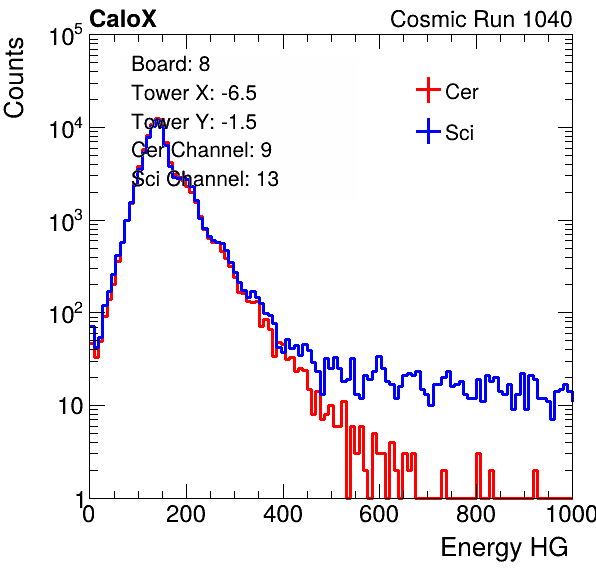 CaloX Cosmic Run 1040
Counts
10^5
10^4
10^3
10^2
10
1
Board: 8
Tower X: -6.5
Tower Y: -1.5
Cer Channel: 9
Sci Channel: 13
Cer
Sci
0 200 400 600 800 1000
Energy HG